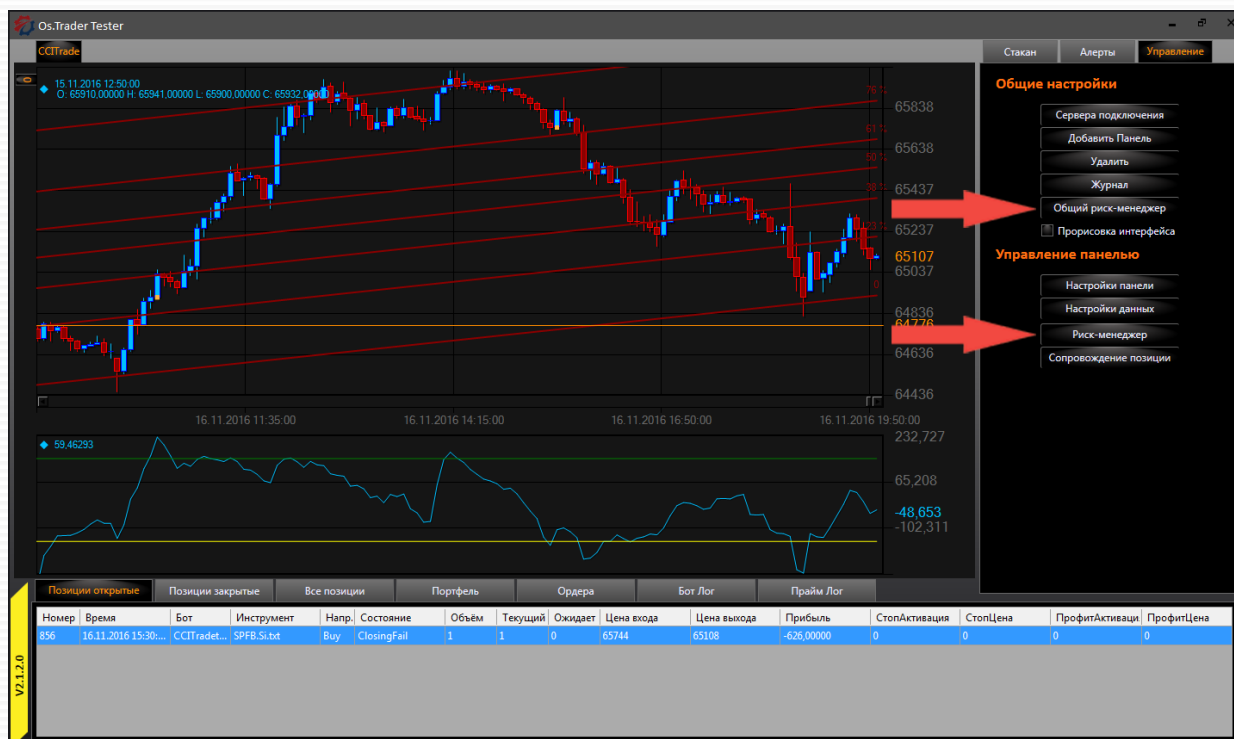 Os.Trader Tester
CCITrade
Стакан Алерты Управление
15.11.2016 12:50:00
O: 65910,00000 H: 65941,00000 L: 65900,00000 C: 65932,00000
76 %
65838
61 %
65638
50 %
65437
38 %
65237
23 %
65107
65037
0
64836
64776
64636
64436
16.11.2016 11:35:00 16.11.2016 14:15:00 16.11.2016 16:50:00 16.11.2016 19:50:00
59,46293
232,727
65,208
-48,653
-102,311
Общие настройки
Сервера подключения
Добавить Панель
Удалить
Журнал
Общий риск-менеджер
Прорисовка интерфейса
Управление панелью
Настройки панели
Настройки данных
Риск-менеджер
Сопровождение позиции
Позиции открытые Позиции закрытые Все позиции Портфель Ордера Бот Лог Прайм Лог
Номер Время Бот Инструмент Напр. Состояние Объём Текущий Ожидает Цена входа Цена выхода Прибыль СтопАктивация СтопЦена ПрофитАктиваци ПрофитЦена
856 16.11.2016 15:30:... CCITradet... SPFB.Si.txt Buy ClosingFail 1 1 0 65744 65108 -626,00000 0 0 0 0
V2.1.2.0